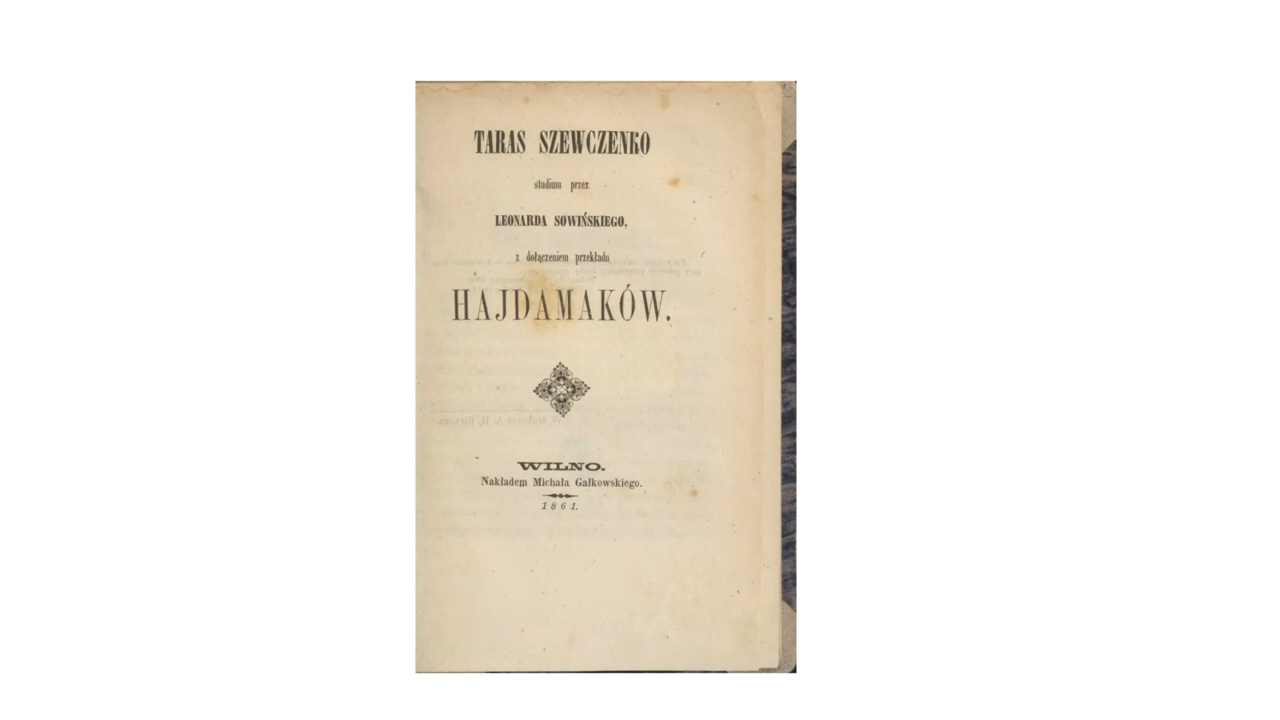 TARAS SZEWCZENKO
studium przez
LEONARDA SOWIŃSKIEGO,
z dołączeniem przekładu
HAJDAMAKÓW.
WILNO.
Nakładem Michała Gałkowskiego.
1861.